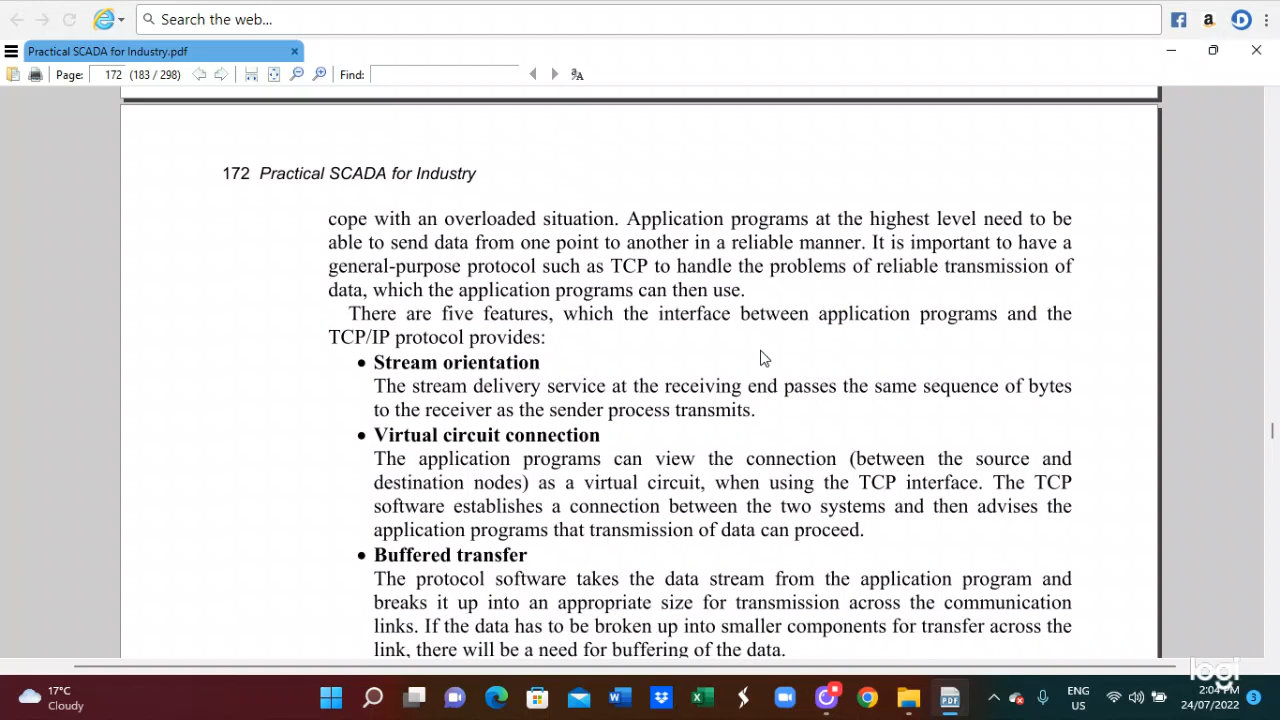 Search the web...
Practical SCADA for Industry.pdf
Page: 172 (183 / 298) Find:
172 Practical SCADA for Industry
cope with an overloaded situation. Application programs at the highest level need to be
able to send data from one point to another in a reliable manner. It is important to have a
general-purpose protocol such as TCP to handle the problems of reliable transmission of
data, which the application programs can then use.
There are five features, which the interface between application programs and the
TCP/IP protocol provides:
• Stream orientation
The stream delivery service at the receiving end passes the same sequence of bytes
to the receiver as the sender process transmits.
• Virtual circuit connection
The application programs can view the connection (between the source and
destination nodes) as a virtual circuit, when using the TCP interface. The TCP
software establishes a connection between the two systems and then advises the
application programs that transmission of data can proceed.
• Buffered transfer
The protocol software takes the data stream from the application program and
breaks it up into an appropriate size for transmission across the communication
links. If the data has to be broken up into smaller components for transfer across the
link, there will be a need for buffering of the data.
logi
17°C
Cloudy
ENG
US
2:04 PM
24/07/2022
3